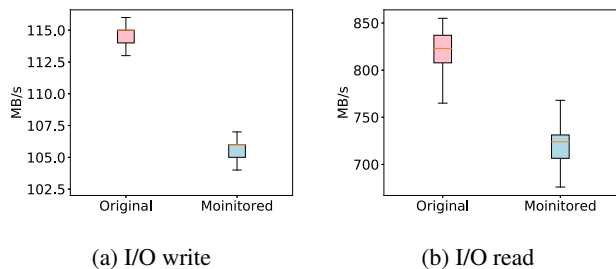 MB/s
115.0
112.5
110.0
107.5
105.0
102.5
Original Moinitored
(a) I/O write
MB/s
850
800
750
700
Original Moinitored
(b) I/O read